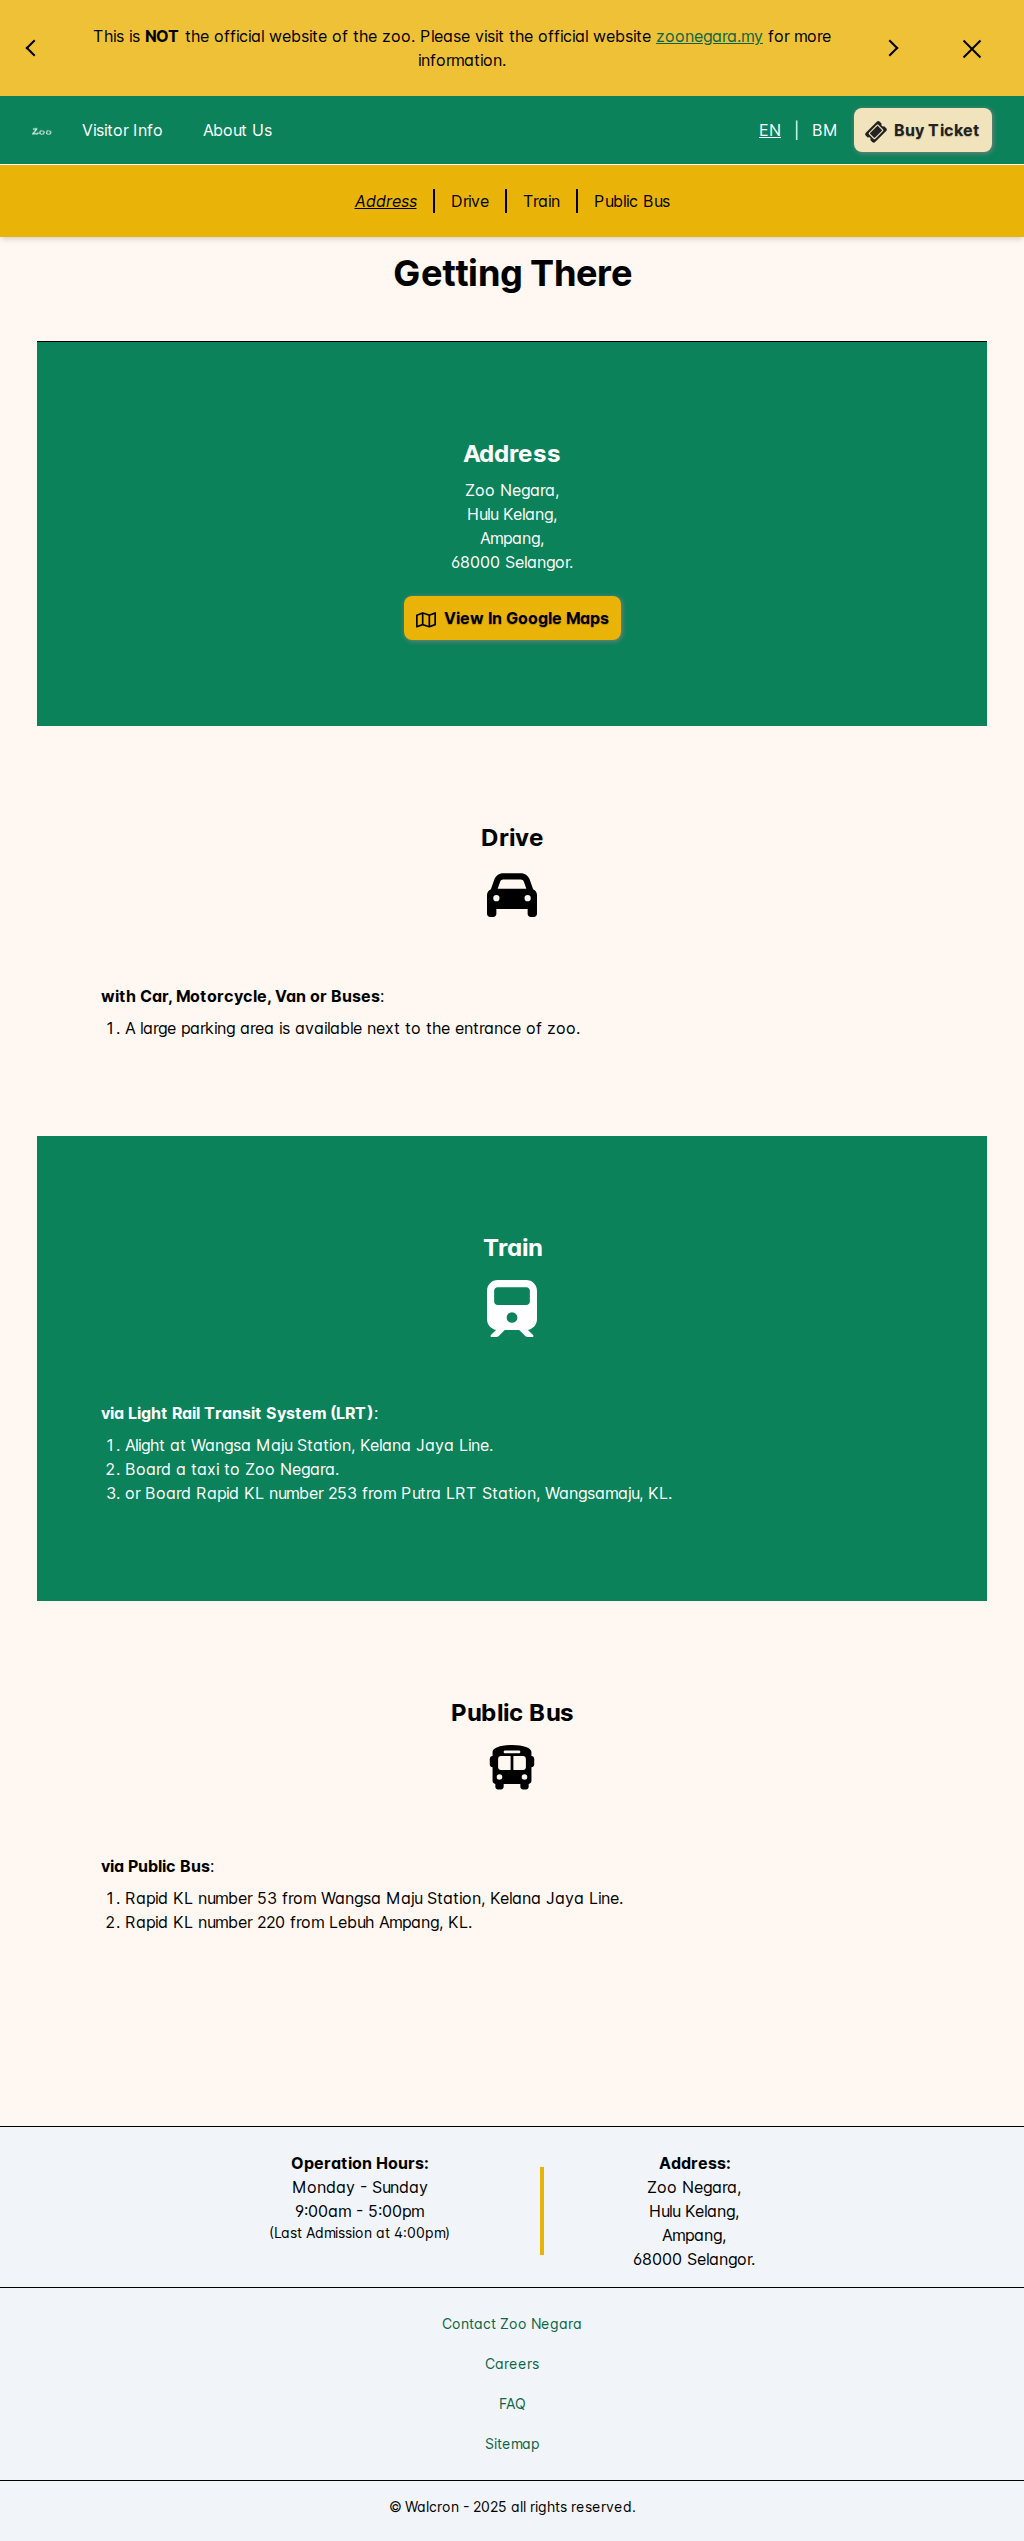 This is NOT the official website of the zoo. Please visit the official website zoonegara.my for more
information.
Zoo
Visitor Info
About Us
EN | BM
Buy Ticket
Address | Drive | Train | Public Bus
Getting There
Address
Zoo Negara,
Hulu Kelang,
Ampang,
68000 Selangor.
View In Google Maps
Drive
with Car, Motorcycle, Van or Buses:
1. A large parking area is available next to the entrance of zoo.
Train
via Light Rail Transit System (LRT):
1. Alight at Wangsa Maju Station, Kelana Jaya Line.
2. Board a taxi to Zoo Negara.
3. or Board Rapid KL number 253 from Putra LRT Station, Wangsamaju, KL.
Public Bus
via Public Bus:
1. Rapid KL number 53 from Wangsa Maju Station, Kelana Jaya Line.
2. Rapid KL number 220 from Lebuh Ampang, KL.
Operation Hours:
Monday - Sunday
9:00am - 5:00pm
(Last Admission at 4:00pm)
Address:
Zoo Negara,
Hulu Kelang,
Ampang,
68000 Selangor.
Contact Zoo Negara
Careers
FAQ
Sitemap
© Walcron - 2025 all rights reserved.